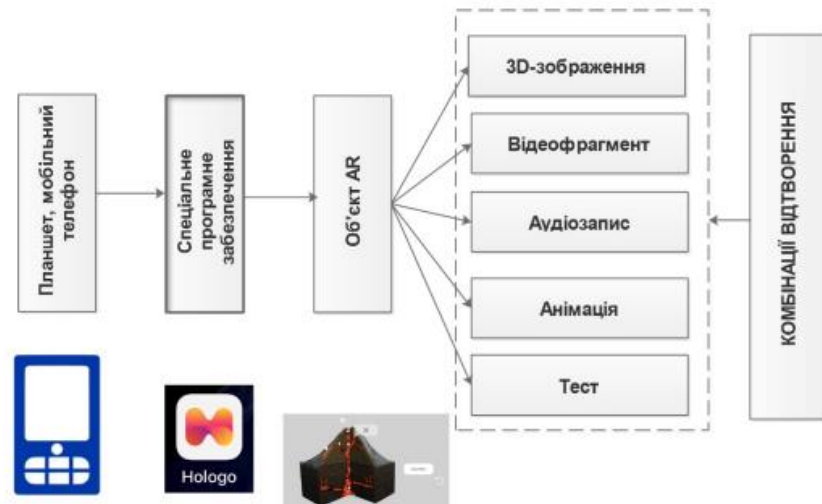 Планшет, мобільний
телефон
Спеціальне
програмне
забезпечення
Об'єкт AR
3D-зображення
Відеофрагмент
Аудіозапис
Анімація
Тест
КОМБІНАЦІЇ ВІДТВОРЕННЯ
Hologo